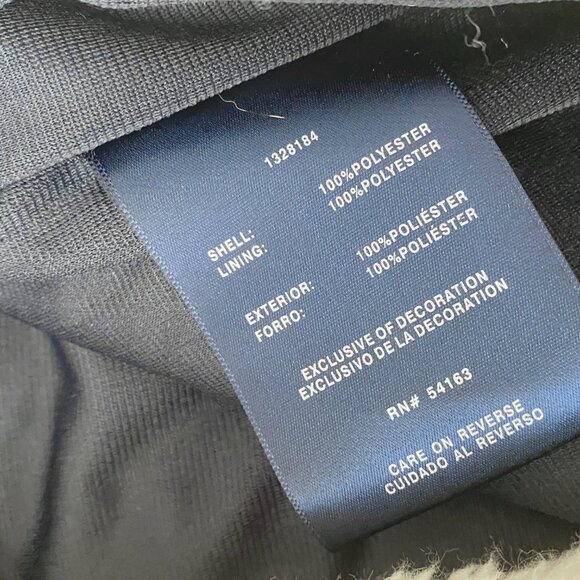 1328184
SHELL: 100%POLYESTER
LINING: 100%POLYESTER
EXTERIOR: 100%POLIÉSTER
FORRO: 100%POLIÉSTER
EXCLUSIVE OF DECORATION
EXCLUSIVO DE LA DECORATION
RN# 54163
CARE ON REVERSE
CUIDADO AL REVERSO